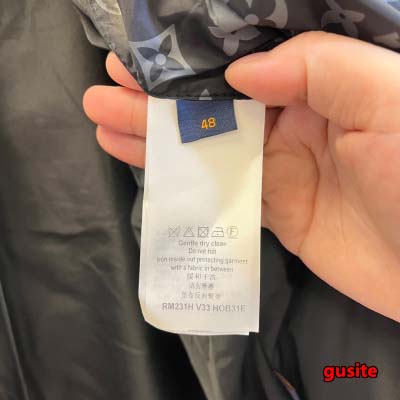 48
Gentle dry clean
Do not rub
Iron inside out protecting garment
with a fabric in between
RM231H V33 HOB31E
gusite